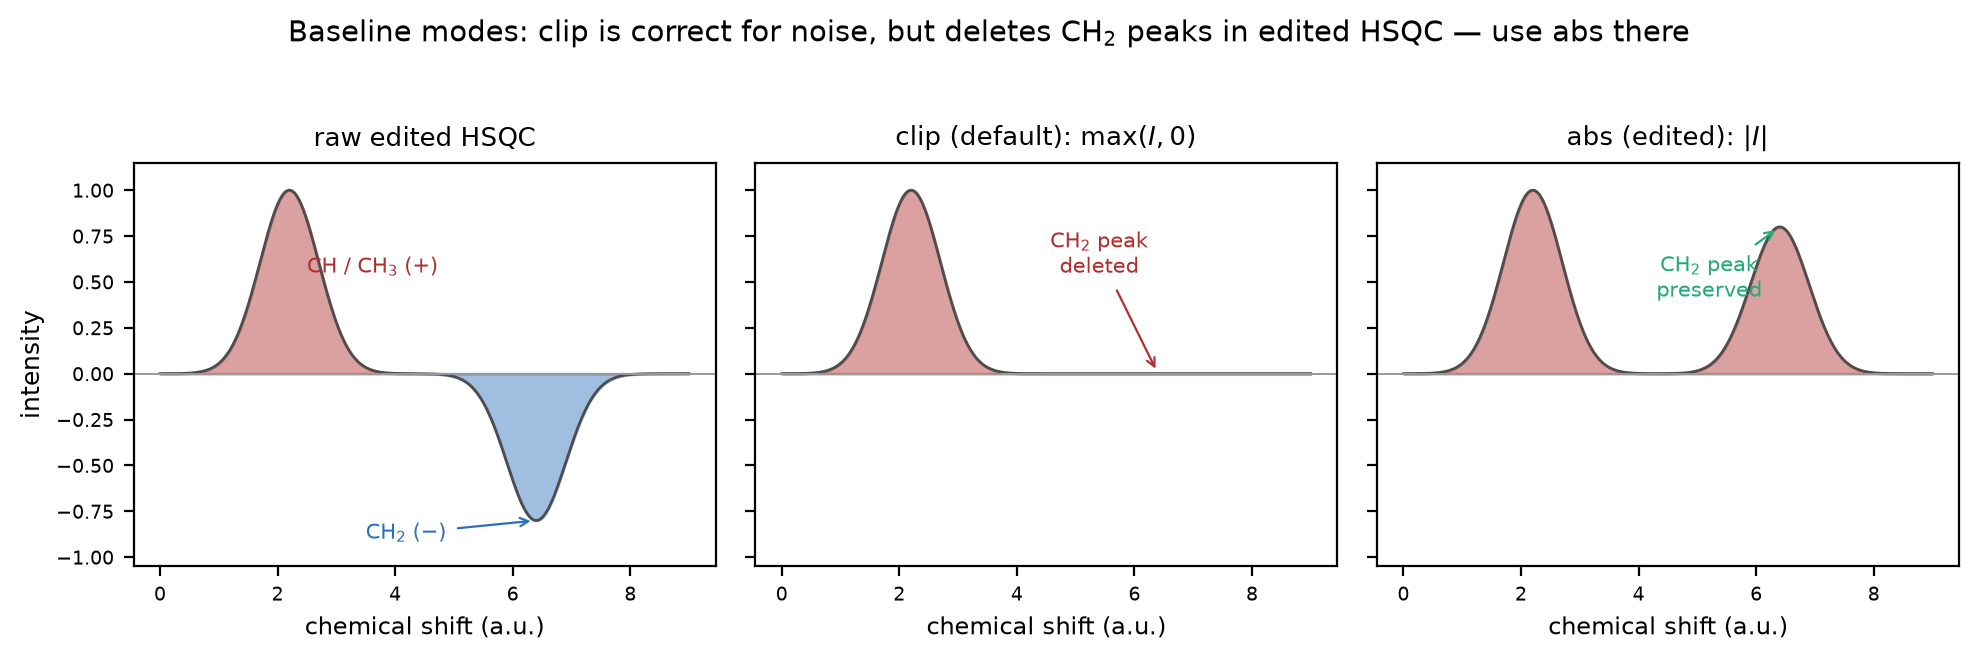 Baseline modes: clip is correct for noise, but deletes CH₂ peaks in edited HSQC — use abs there
raw edited HSQC
clip (default): max(I, 0)
abs (edited): |I|
intensity
1.00
0.75
0.50
0.25
0.00
−0.25
−0.50
−0.75
−1.00
CH / CH₃ (+)
CH₂ (−)
0 2 4 6 8
chemical shift (a.u.)
CH₂ peak
deleted
0 2 4 6 8
chemical shift (a.u.)
CH₂ peak
preserved
0 2 4 6 8
chemical shift (a.u.)